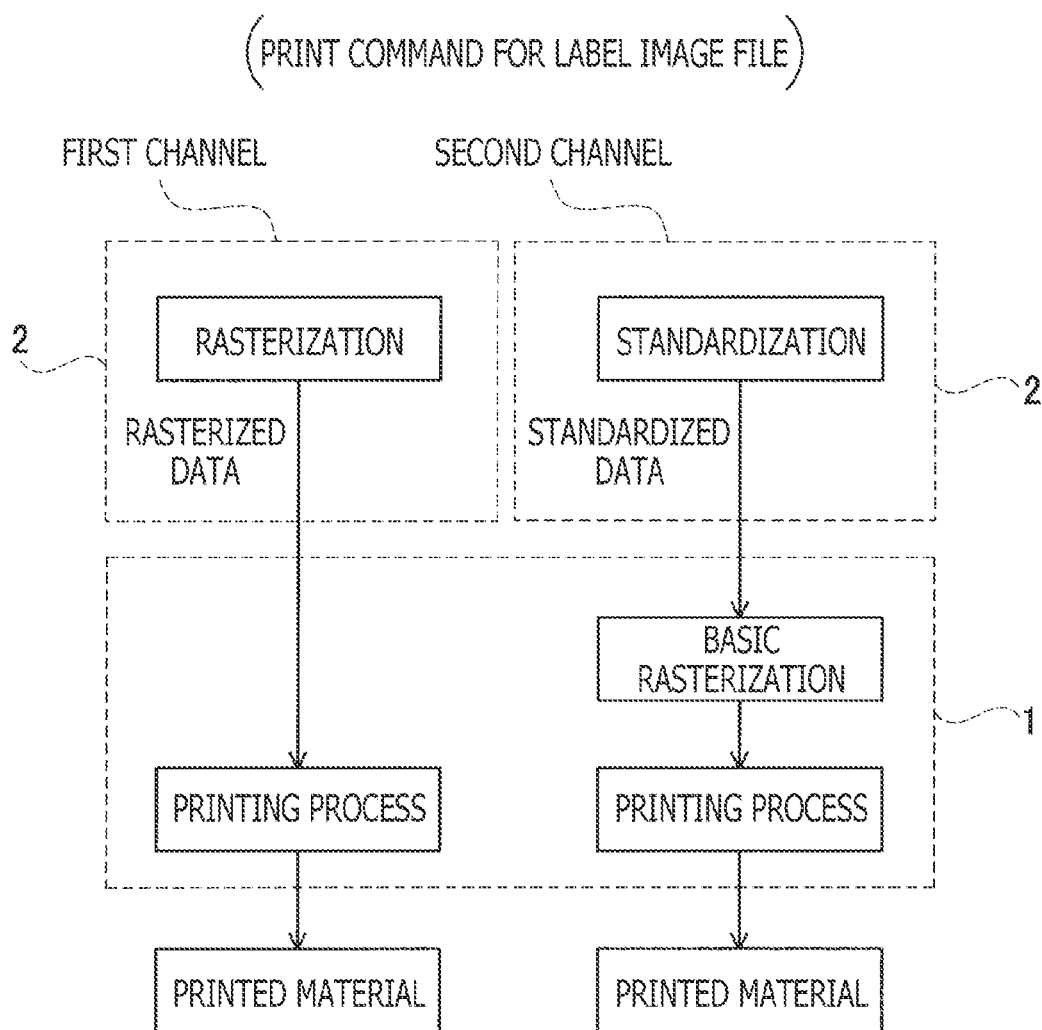 (PRINT COMMAND FOR LABEL IMAGE FILE)
FIRST CHANNEL
SECOND CHANNEL
RASTERIZATION
STANDARDIZATION
2
2
RASTERIZED
DATA
STANDARDIZED
DATA
BASIC
RASTERIZATION
1
PRINTING PROCESS
PRINTING PROCESS
PRINTED MATERIAL
PRINTED MATERIAL